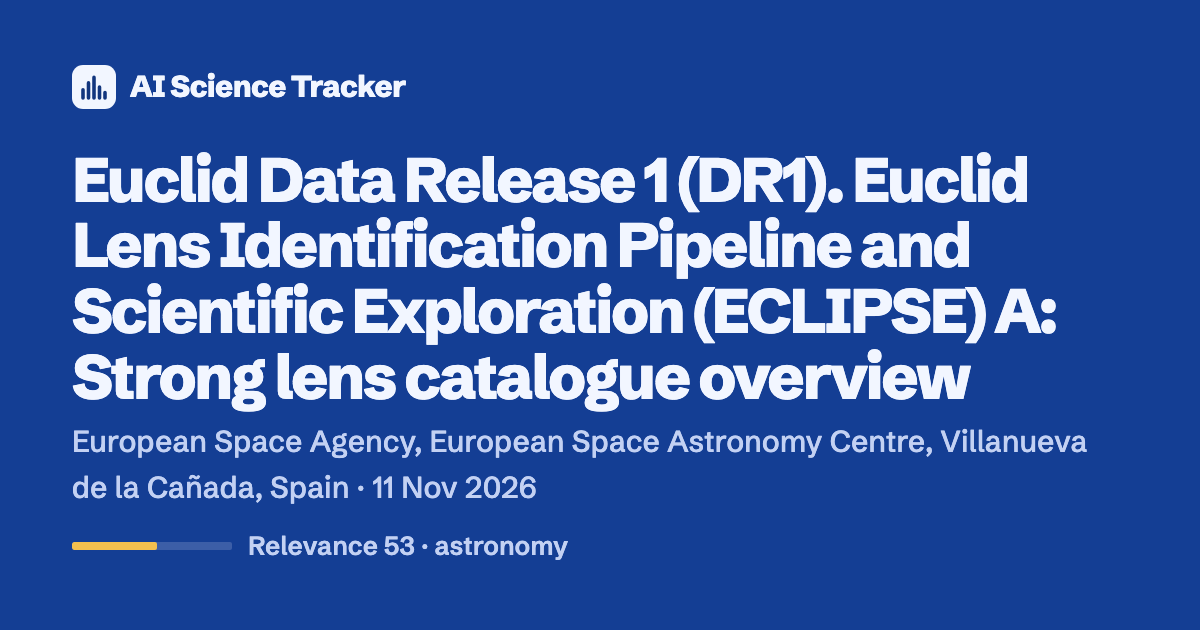 AI Science Tracker
Euclid Data Release 1 (DR1). Euclid
Lens Identification Pipeline and
Scientific Exploration (ECLIPSE) A:
Strong lens catalogue overview
European Space Agency, European Space Astronomy Centre, Villanueva
de la Cañada, Spain · 11 Nov 2026
Relevance 53 · astronomy